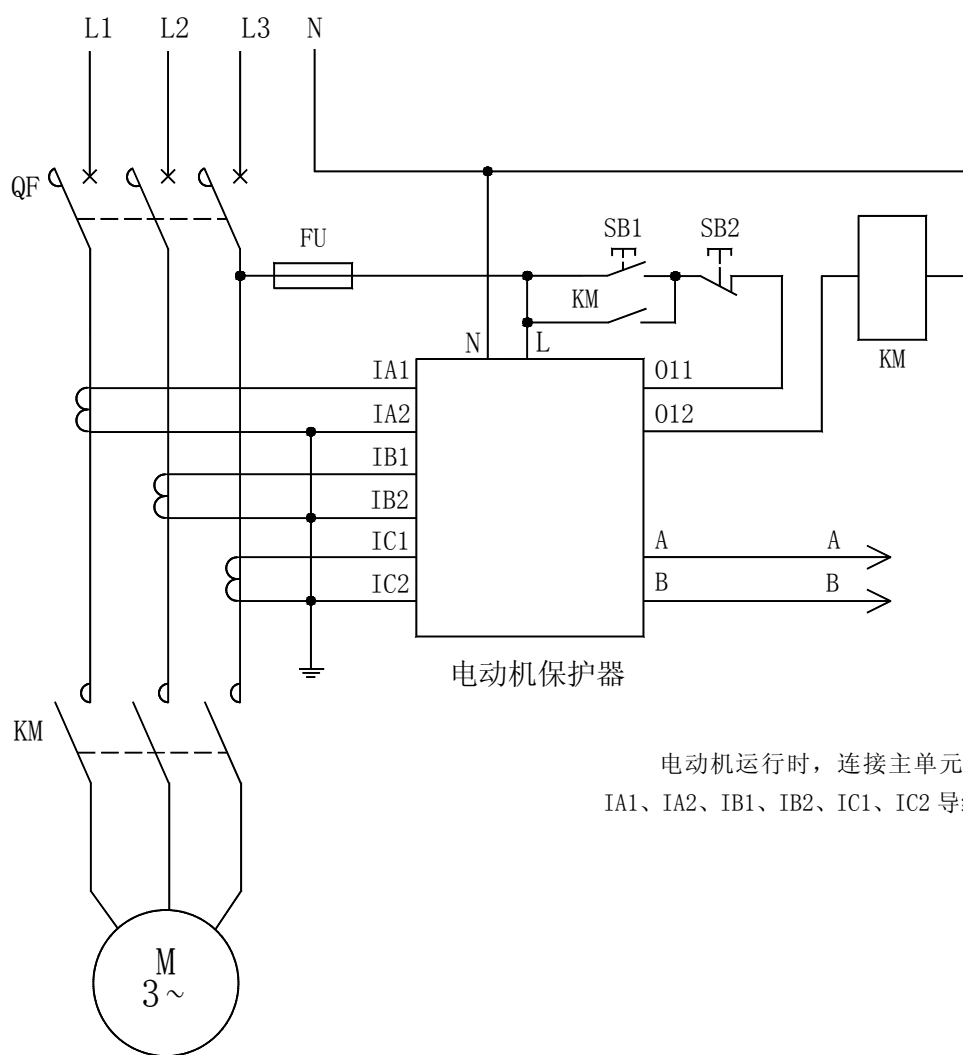 L1 L2 L3 N
QF
FU SB1 SB2
KM
N L KM
IA1 O11
IA2 O12
IB1
IB2
IC1 A A
IC2 B B
电动机保护器
KM
电动机运行时，连接主单元
IA1、IA2、IB1、IB2、IC1、IC2 导
M
3~